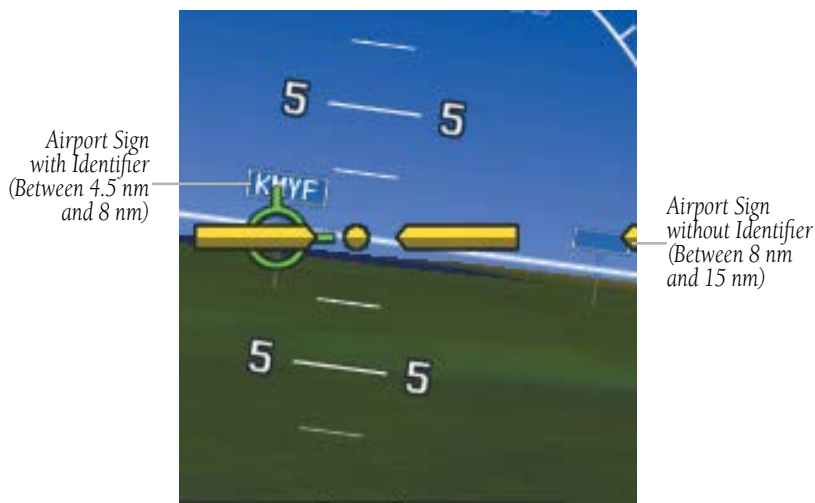 5
5
Airport Sign
with Identifier
(Between 4.5 nm
and 8 nm)
KMYF
Airport Sign
without Identifier
(Between 8 nm
and 15 nm)
5
5